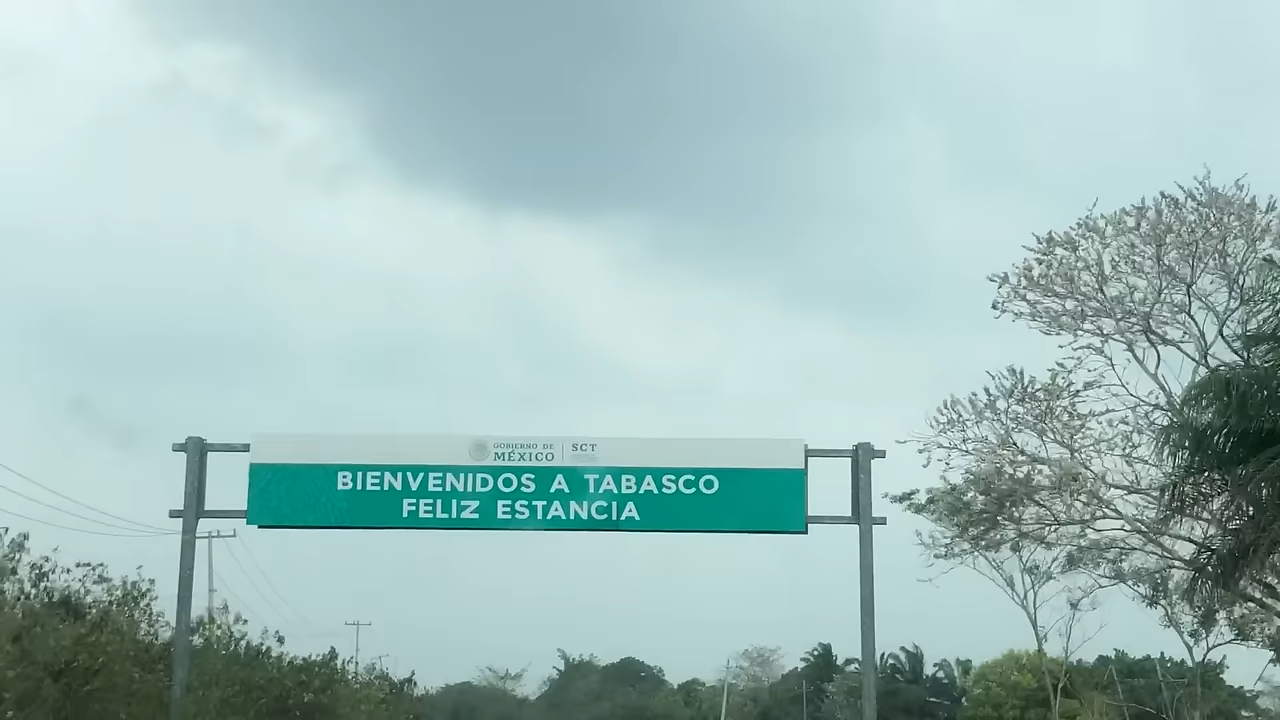 GOBIERNO DE
MÉXICO
SCT
BIENVENIDOS A TABASCO
FELIZ ESTANCIA